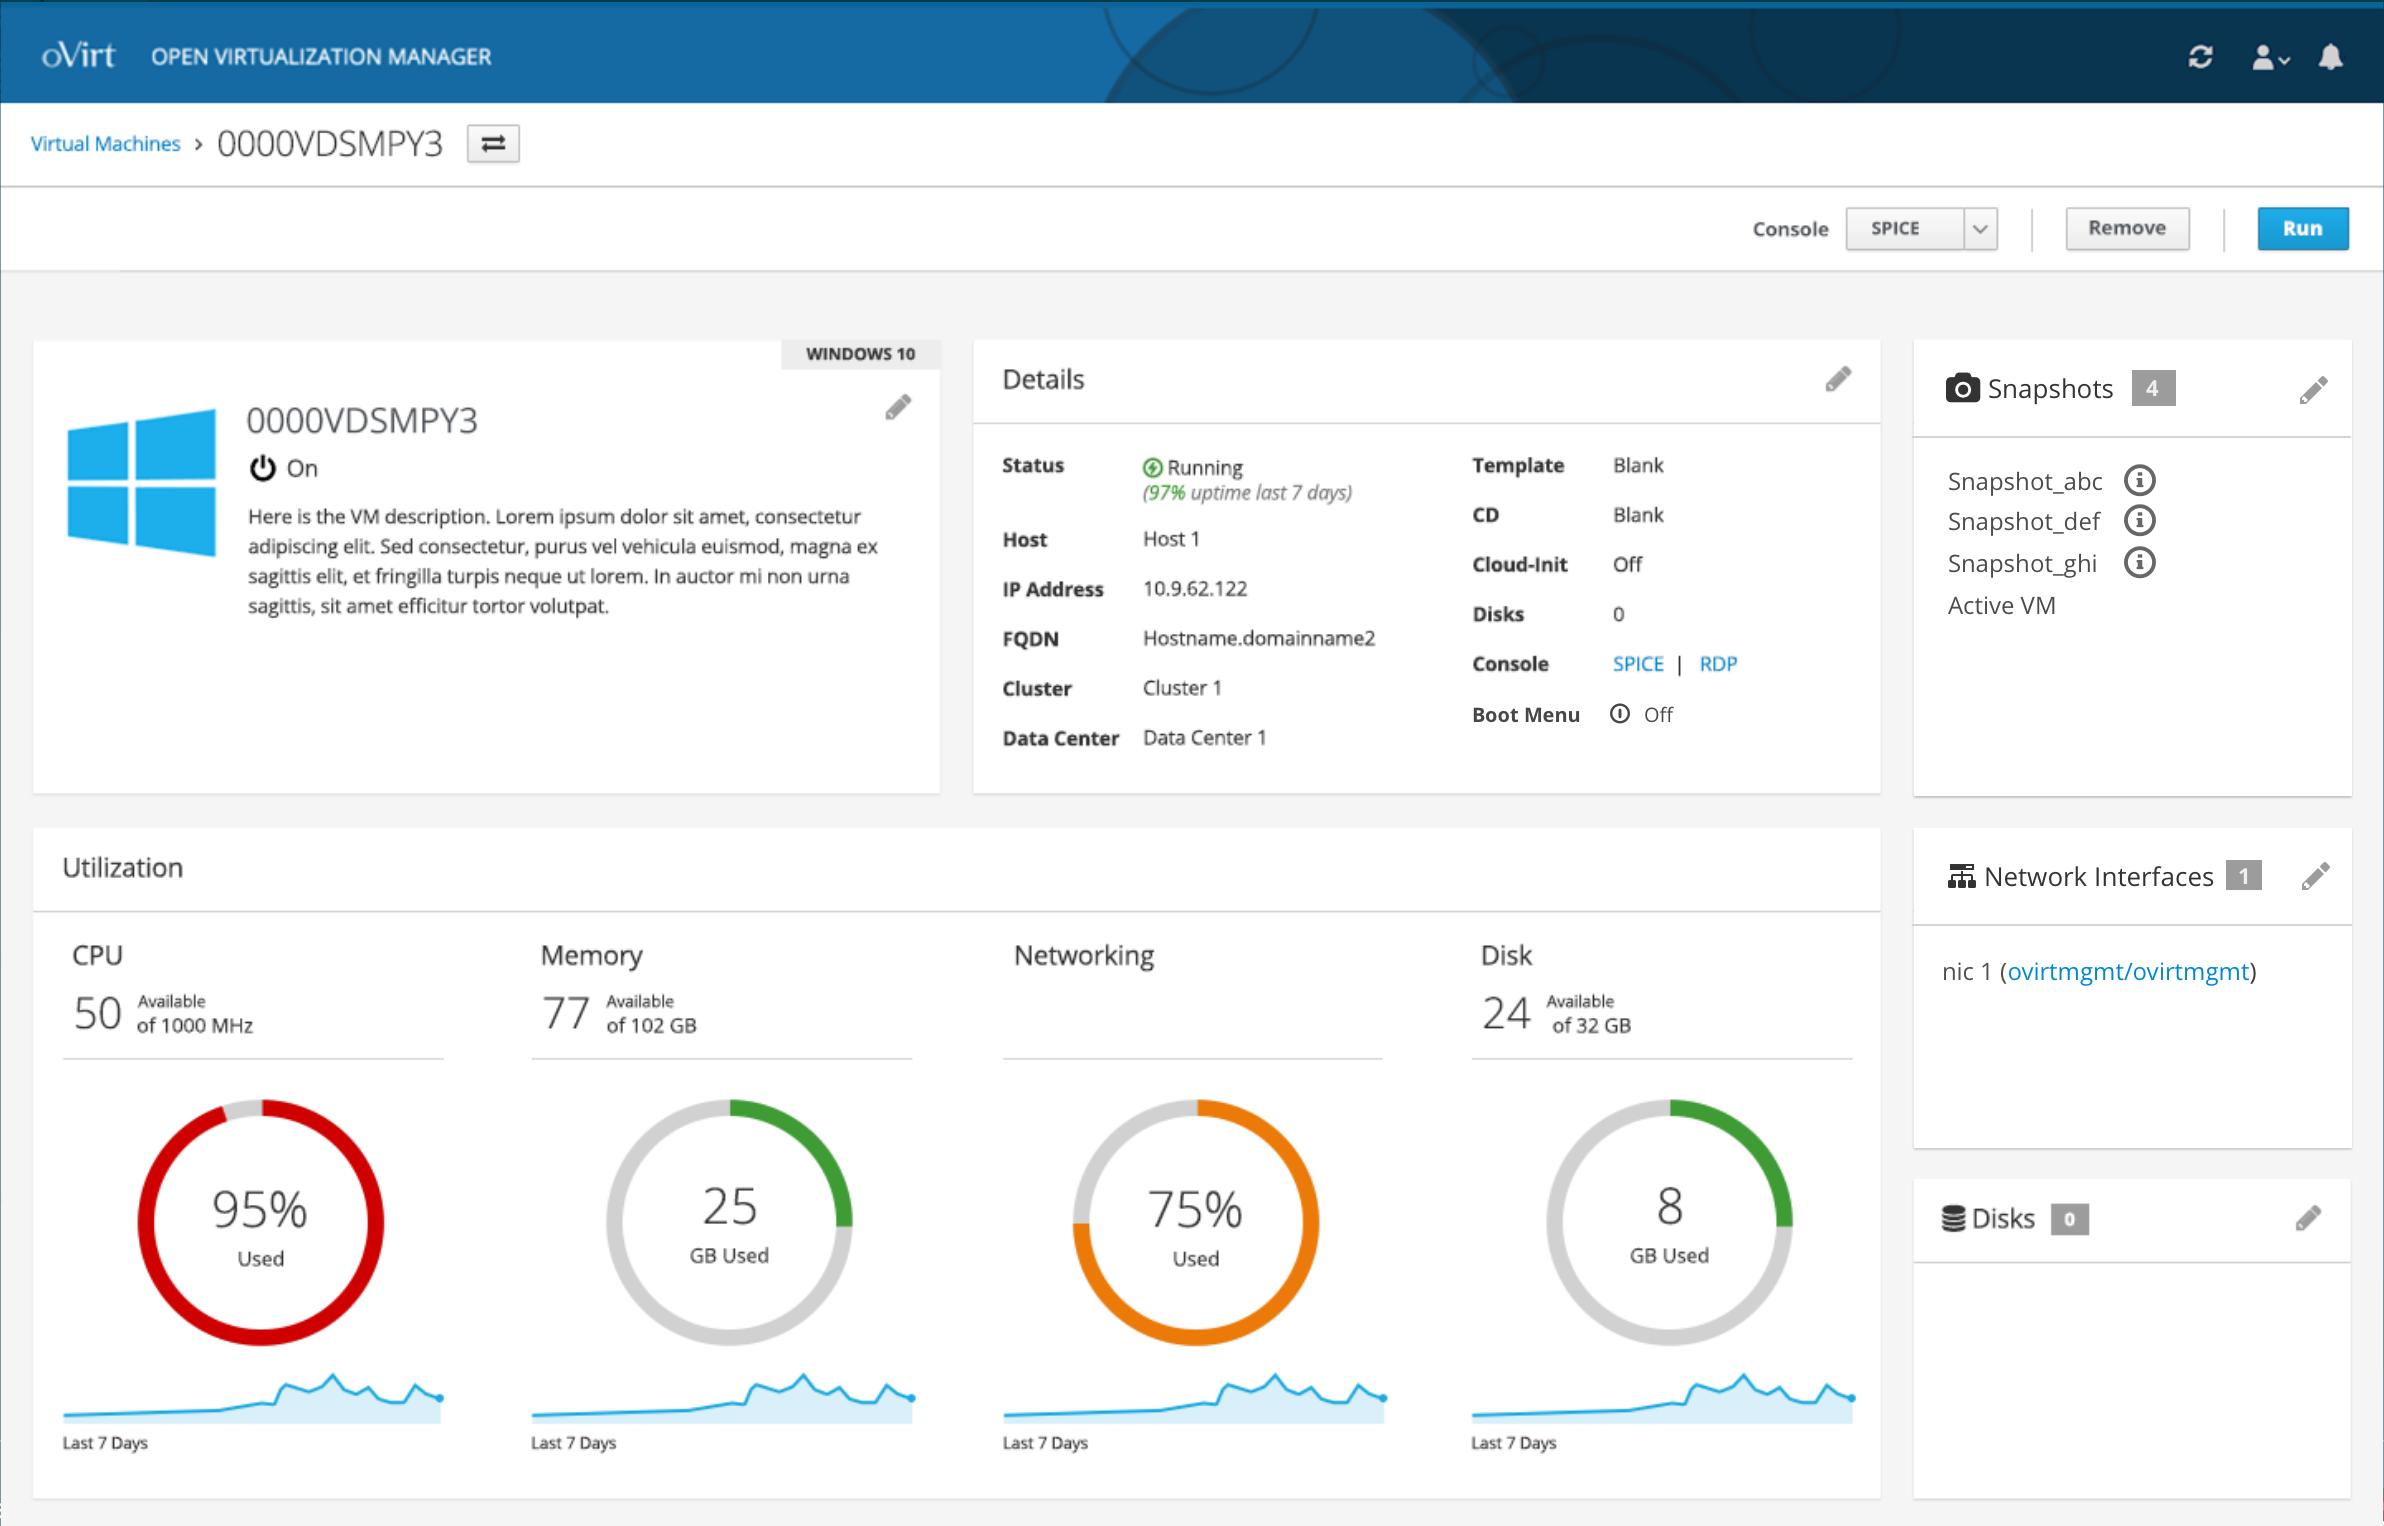 oVirt OPEN VIRTUALIZATION MANAGER
Virtual Machines > 0000VDSMPY3
Console SPICE Remove Run
WINDOWS 10
0000VDSMPY3
On
Here is the VM description. Lorem ipsum dolor sit amet, consectetur
adipiscing elit. Sed consectetur, purus vel vehicula euismod, magna ex
sagittis elit, et fringilla turpis neque ut lorem. In auctor mi non urna
sagittis, sit amet efficitur tortor volutpat.
Details
Status Running
(97% uptime last 7 days)
Host Host 1
IP Address 10.9.62.122
FQDN Hostname.domainname2
Cluster Cluster 1
Data Center Data Center 1
Template Blank
CD Blank
Cloud-Init Off
Disks 0
Console SPICE | RDP
Boot Menu Off
Snapshots 4
Snapshot_abc
Snapshot_def
Snapshot_ghi
Active VM
Utilization
CPU
50 Available
of 1000 MHz
95%
Used
Last 7 Days
Memory
77 Available
of 102 GB
25
GB Used
Last 7 Days
Networking
75%
Used
Last 7 Days
Disk
24 Available
of 32 GB
8
GB Used
Last 7 Days
Network Interfaces 1
nic 1 (ovirtmgmt/ovirtmgmt)
Disks 0